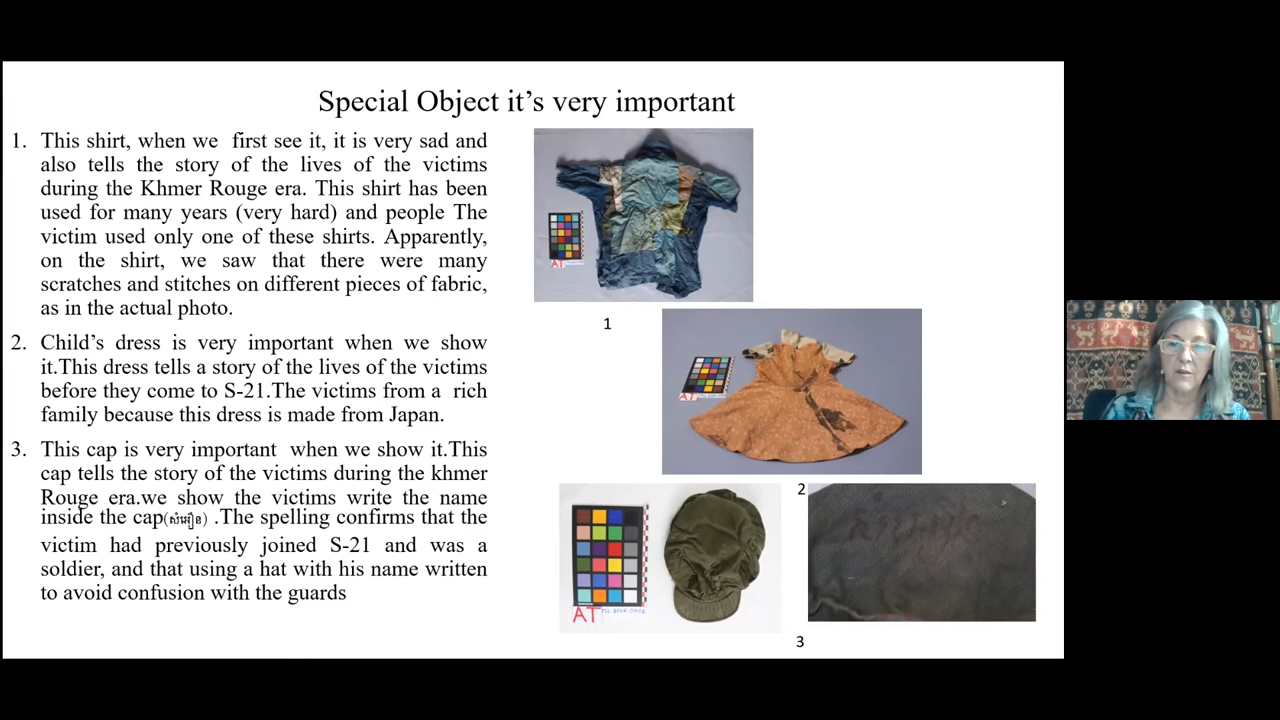 Special Object it’s very important
1. This shirt, when we first see it, it is very sad and
also tells the story of the lives of the victims
during the Khmer Rouge era. This shirt has been
used for many years (very hard) and people The
victim used only one of these shirts. Apparently,
on the shirt, we saw that there were many
scratches and stitches on different pieces of fabric,
as in the actual photo.
2. Child’s dress is very important when we show
it.This dress tells a story of the lives of the victims
before they come to S-21.The victims from a rich
family because this dress is made from Japan.
3. This cap is very important when we show it.This
cap tells the story of the victims during the khmer
Rouge era.we show the victims write the name
inside the cap(សំអឿន) .The spelling confirms that the
victim had previously joined S-21 and was a
soldier, and that using a hat with his name written
to avoid confusion with the guards
AT
1
AT
2
AT
3